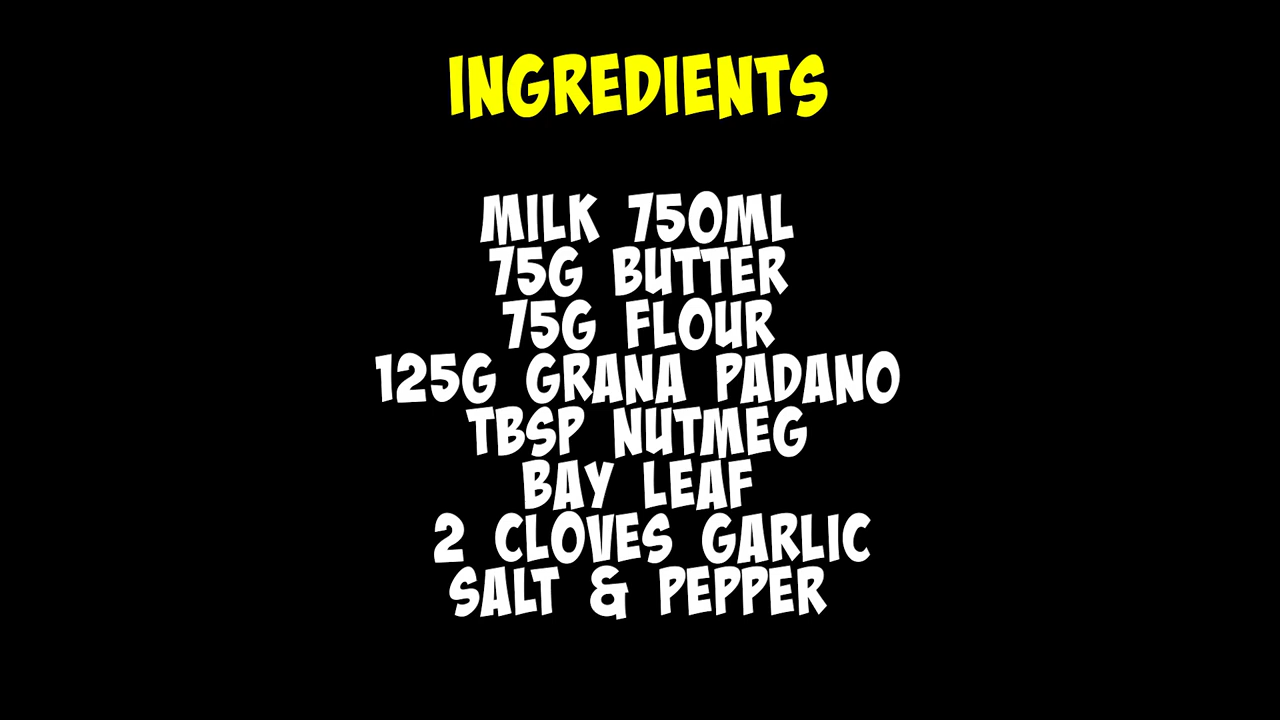 INGREDIENTS
MILK 750ML
75G BUTTER
75G FLOUR
125G GRANA PADANO
TBSP NUTMEG
BAY LEAF
2 CLOVES GARLIC
SALT & PEPPER